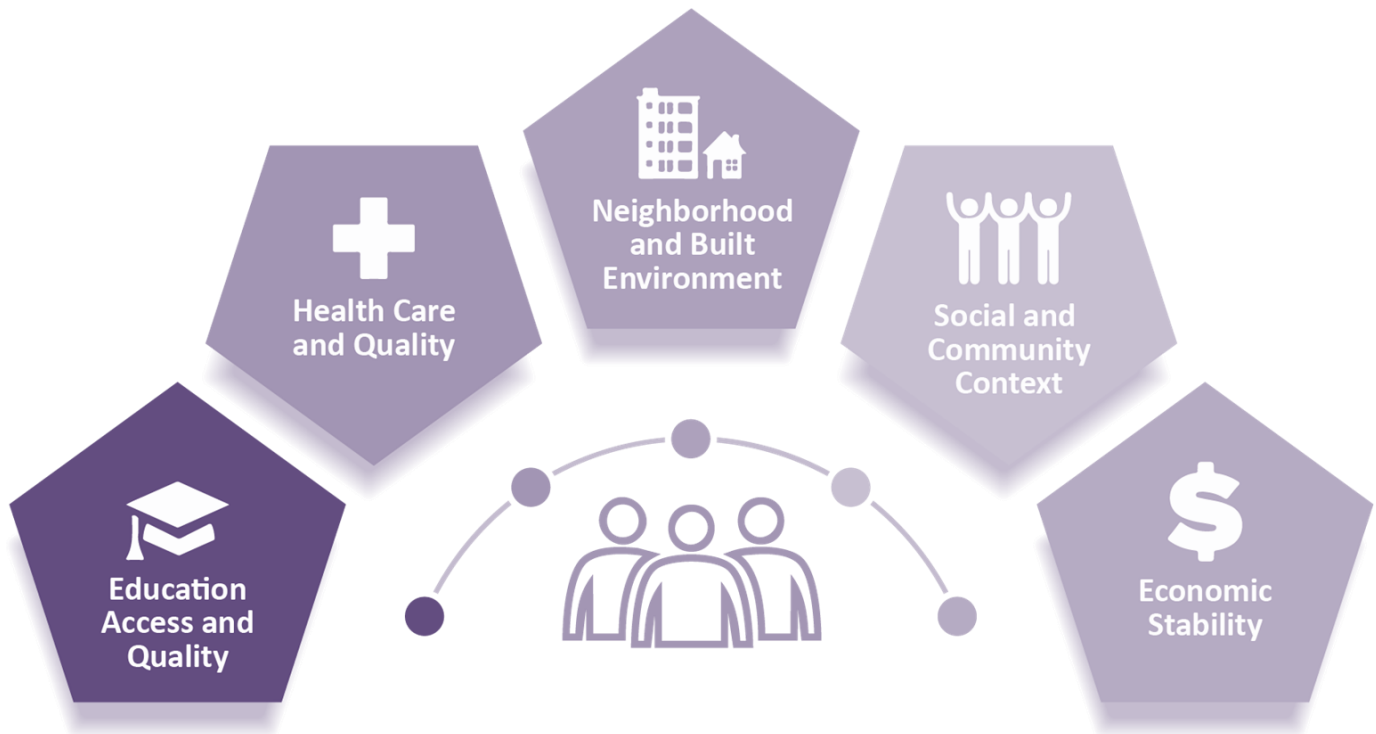 Neighborhood
and Built
Environment
Health Care
and Quality
Social and
Community
Context
Education
Access and
Quality
$
Economic
Stability